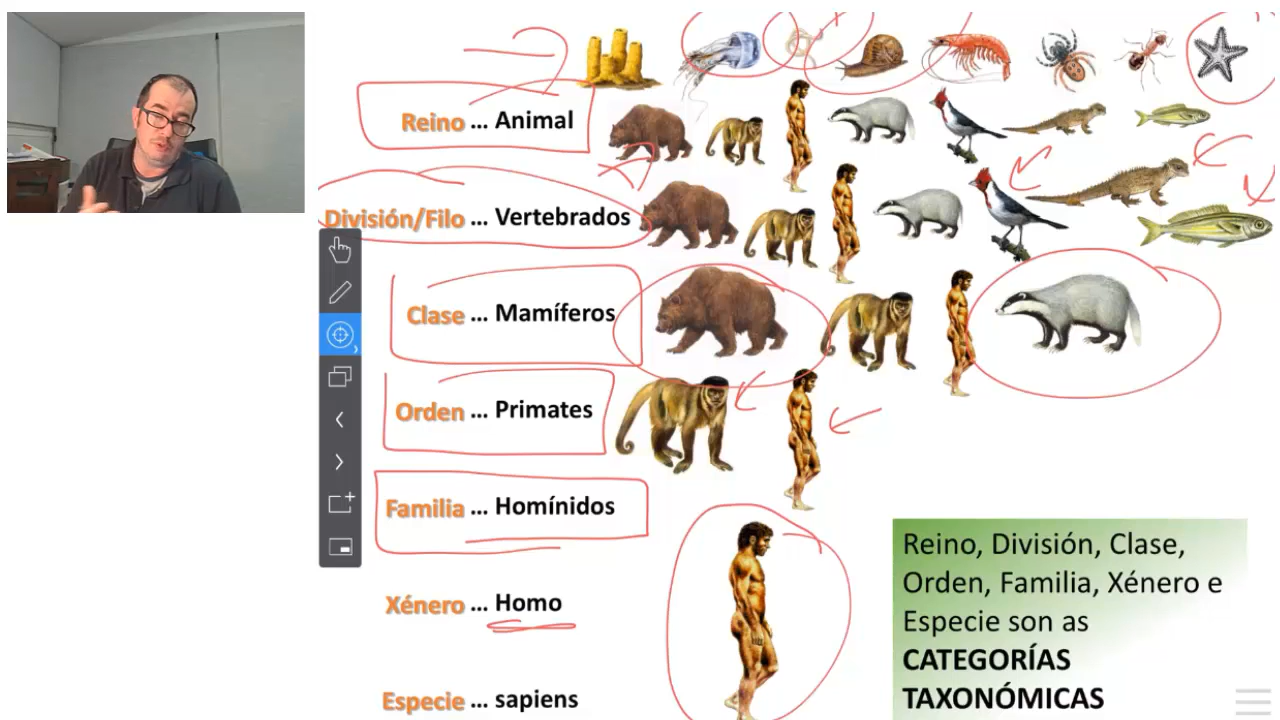 Reino ... Animal
División/Filo ... Vertebrados
Clase ... Mamíferos
Orden ... Primates
Familia ... Homínidos
Xénero ... Homo
Especie ... sapiens
Reino, División, Clase,
Orden, Familia, Xénero e
Especie son as
CATEGORÍAS
TAXONÓMICAS